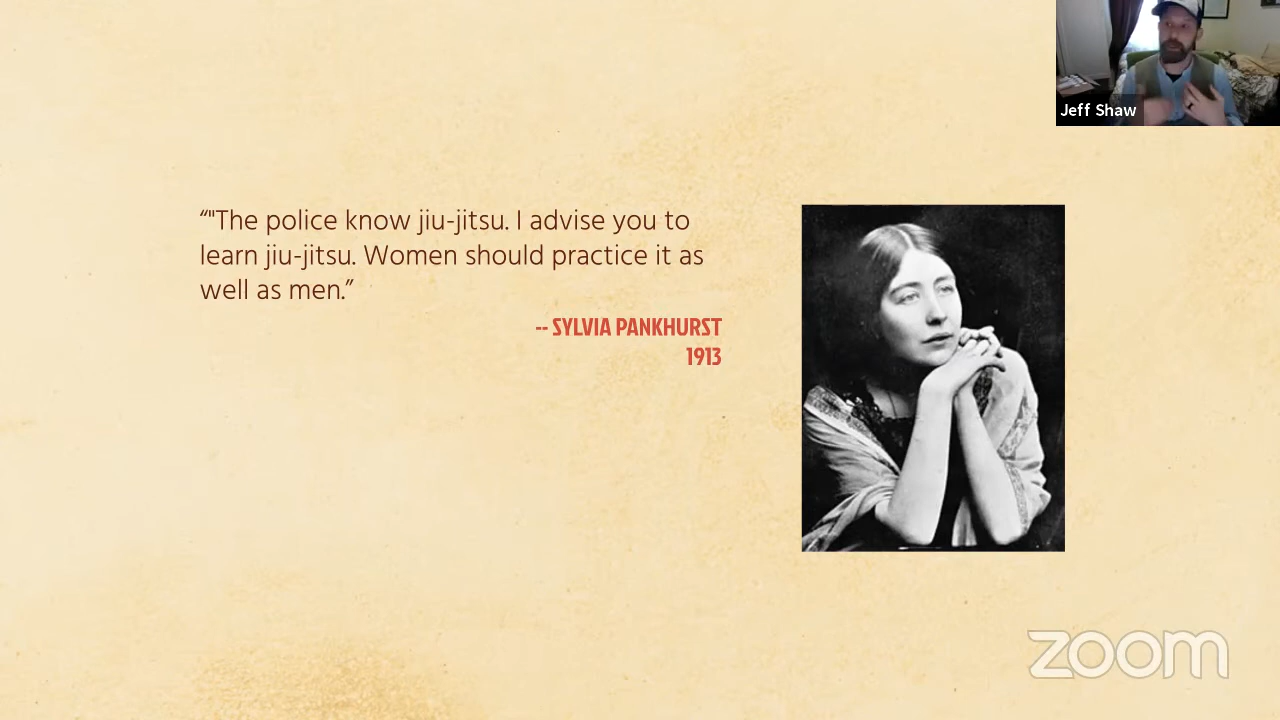 Jeff Shaw
“"The police know jiu-jitsu. I advise you to
learn jiu-jitsu. Women should practice it as
well as men.”
-- SYLVIA PANKHURST
1913
zoom